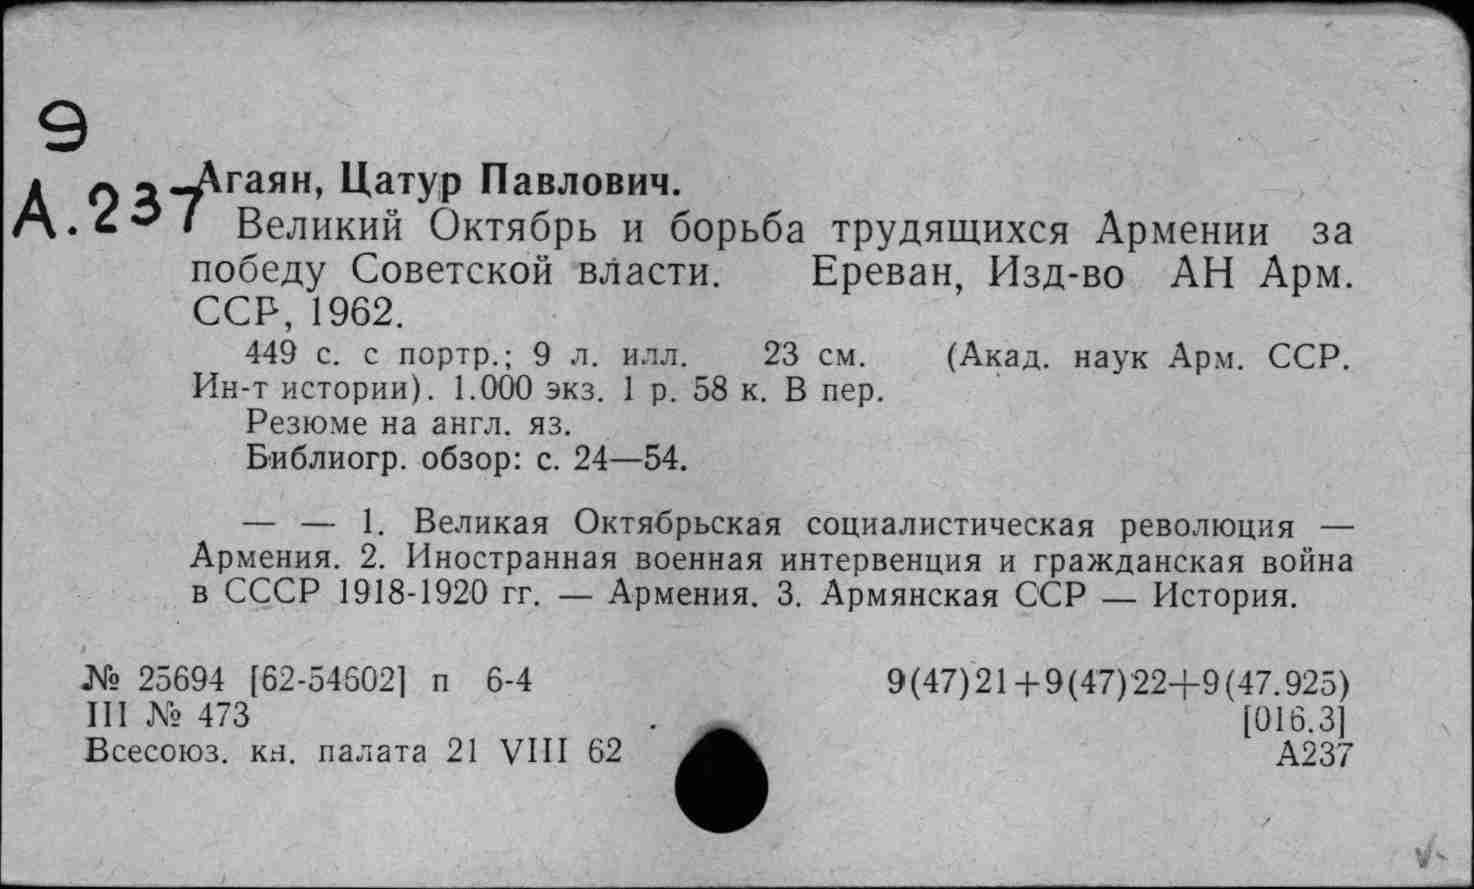 9
А.237
Агаян, Цатур Павлович.
Великий Октябрь и борьба трудящихся Армении за
победу Советской власти. Ереван, Изд-во АН Арм.
ССР, 1962.
449 с. с портр.; 9 л. илл. 23 см. (Акад. наук Арм. ССР.
Ин-т истории). 1.000 экз. 1 р. 58 к. В пер.
Резюме на англ. яз.
Библиогр. обзор: с. 24—54.
— — 1. Великая Октябрьская социалистическая революция —
Армения. 2. Иностранная военная интервенция и гражданская война
в СССР 1918-1920 гг. — Армения. 3. Армянская ССР — История.
№ 25694 [62-54602] п 6-4 9(47)21+9(47)22+9(47.925)
III № 473 [016.3]
Всесоюз. кн. палата 21 VIII 62 А237